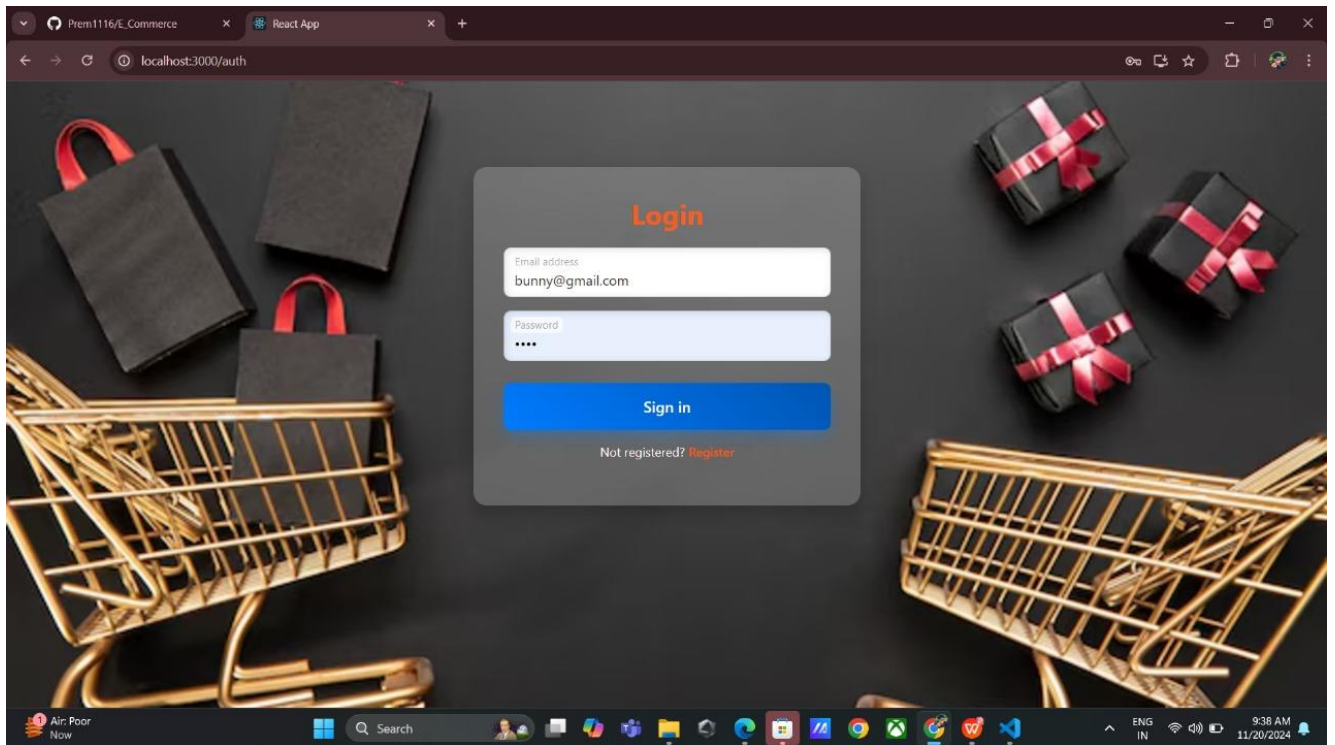 Prem1116/E_Commerce
React App
localhost:3000/auth
Login
Email address
bunny@gmail.com
Password
••••
Sign in
Not registered? Register
1
Air: Poor
Now
Search
ENG
IN
9:38 AM
11/20/2024